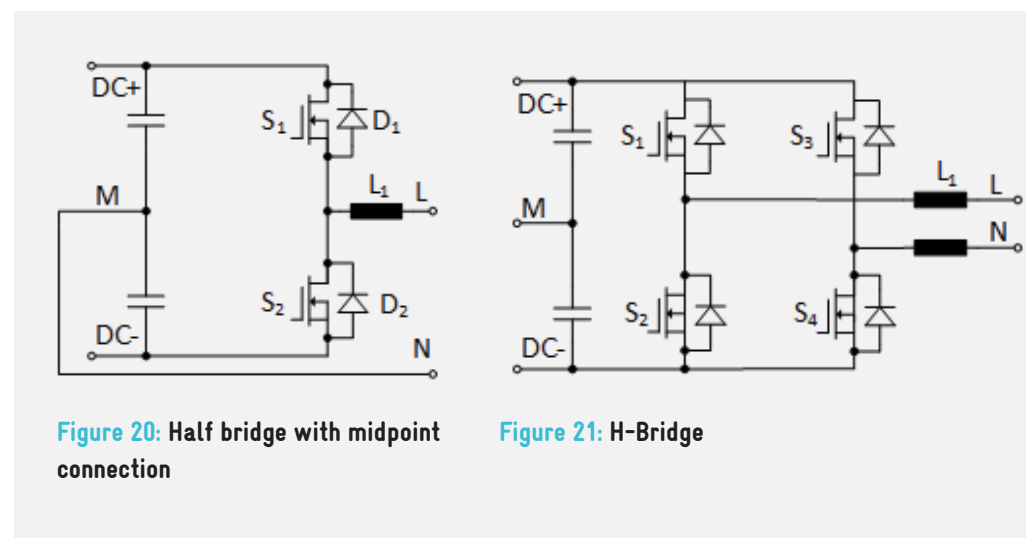 DC+
S₁
D₁
M
L₁ L
S₂
D₂
DC-
N
Figure 20: Half bridge with midpoint
connection
DC+
S₁
S₃
M
L₁ L
N
S₂
S₄
DC-
Figure 21: H-Bridge